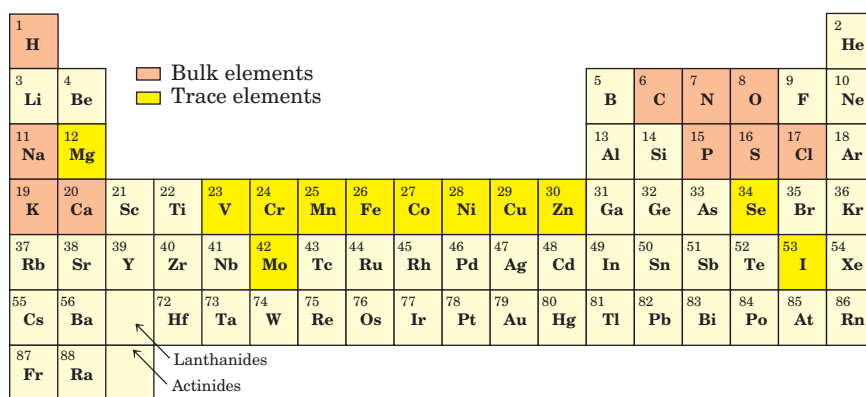 1 2
H He
Bulk elements
Trace elements
3 4 5 6 7 8 9 10
Li Be B C N O F Ne
11 12 13 14 15 16 17 18
Na Mg Al Si P S Cl Ar
19 20 21 22 23 24 25 26 27 28 29 30 31 32 33 34 35 36
K Ca Sc Ti V Cr Mn Fe Co Ni Cu Zn Ga Ge As Se Br Kr
37 38 39 40 41 42 43 44 45 46 47 48 49 50 51 52 53 54
Rb Sr Y Zr Nb Mo Tc Ru Rh Pd Ag Cd In Sn Sb Te I Xe
55 56 72 73 74 75 76 77 78 79 80 81 82 83 84 85 86
Cs Ba Hf Ta W Re Os Ir Pt Au Hg Tl Pb Bi Po At Rn
Lanthanides
87 88
Fr Ra
Actinides